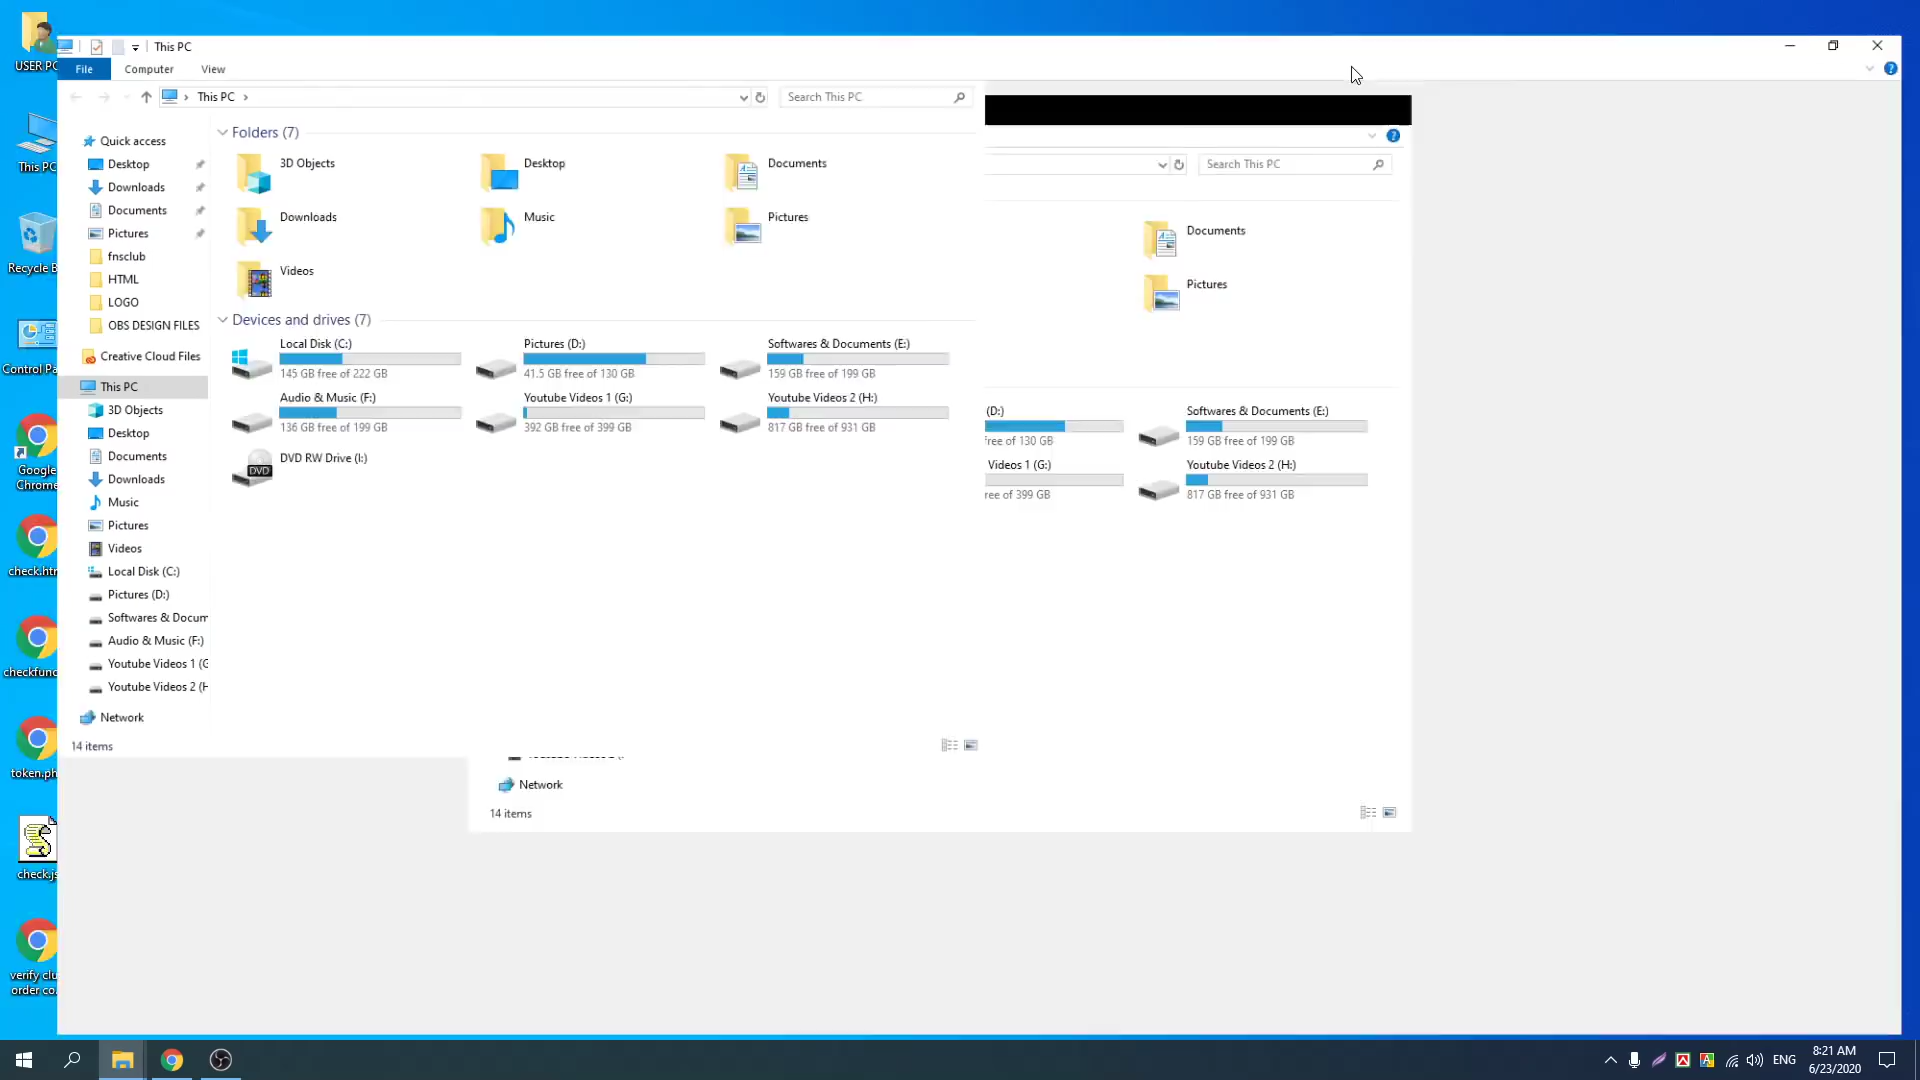 USER PC
This PC
Recycle B
Control Pa
Google
Chrome
check.htm
checkfunc
token.ph
check.js
verify clu
order co.
This PC
File
Computer
View
This PC
Search This PC
Quick access
Desktop
Downloads
Documents
Pictures
fnsclub
HTML
LOGO
OBS DESIGN FILES
Creative Cloud Files
This PC
3D Objects
Desktop
Documents
Downloads
Music
Pictures
Videos
Local Disk (C:)
Pictures (D:)
Softwares & Docum
Audio & Music (F:)
Youtube Videos 1 (G
Youtube Videos 2 (H
Network
14 items
Folders (7)
3D Objects
Desktop
Documents
Downloads
Music
Pictures
Videos
Devices and drives (7)
Local Disk (C:)
145 GB free of 222 GB
Pictures (D:)
41.5 GB free of 130 GB
Softwares & Documents (E:)
159 GB free of 199 GB
Audio & Music (F:)
136 GB free of 199 GB
Youtube Videos 1 (G:)
392 GB free of 399 GB
Youtube Videos 2 (H:)
817 GB free of 931 GB
DVD
DVD RW Drive (I:)
Search This PC
Documents
Pictures
(D:)
free of 130 GB
Softwares & Documents (E:)
159 GB free of 199 GB
Videos 1 (G:)
ree of 399 GB
Youtube Videos 2 (H:)
817 GB free of 931 GB
Network
14 items
ENG
8:21 AM
6/23/2020